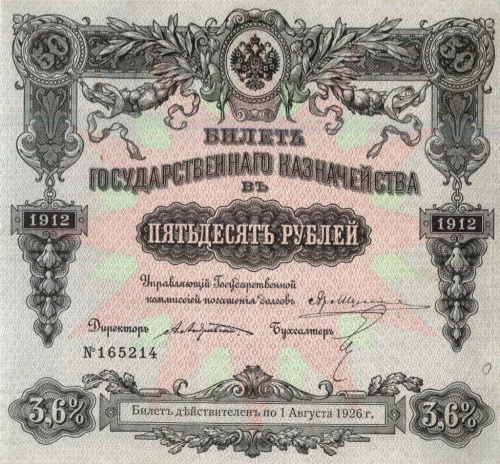 50 50
БИЛЕТЪ
ГОСУДАРСТВЕННАГО КАЗНАЧЕЙСТВА
ВЪ
1912 1912
ПЯТЬДЕСЯТЪ РУБЛЕЙ
Управляющій Государственной
коммиссіей погашенія долговъ
Директоръ Бухгалтеръ
№165214
3,6% Билетъ дѣйствителенъ по 1 Августа 1926 г. 3,6%